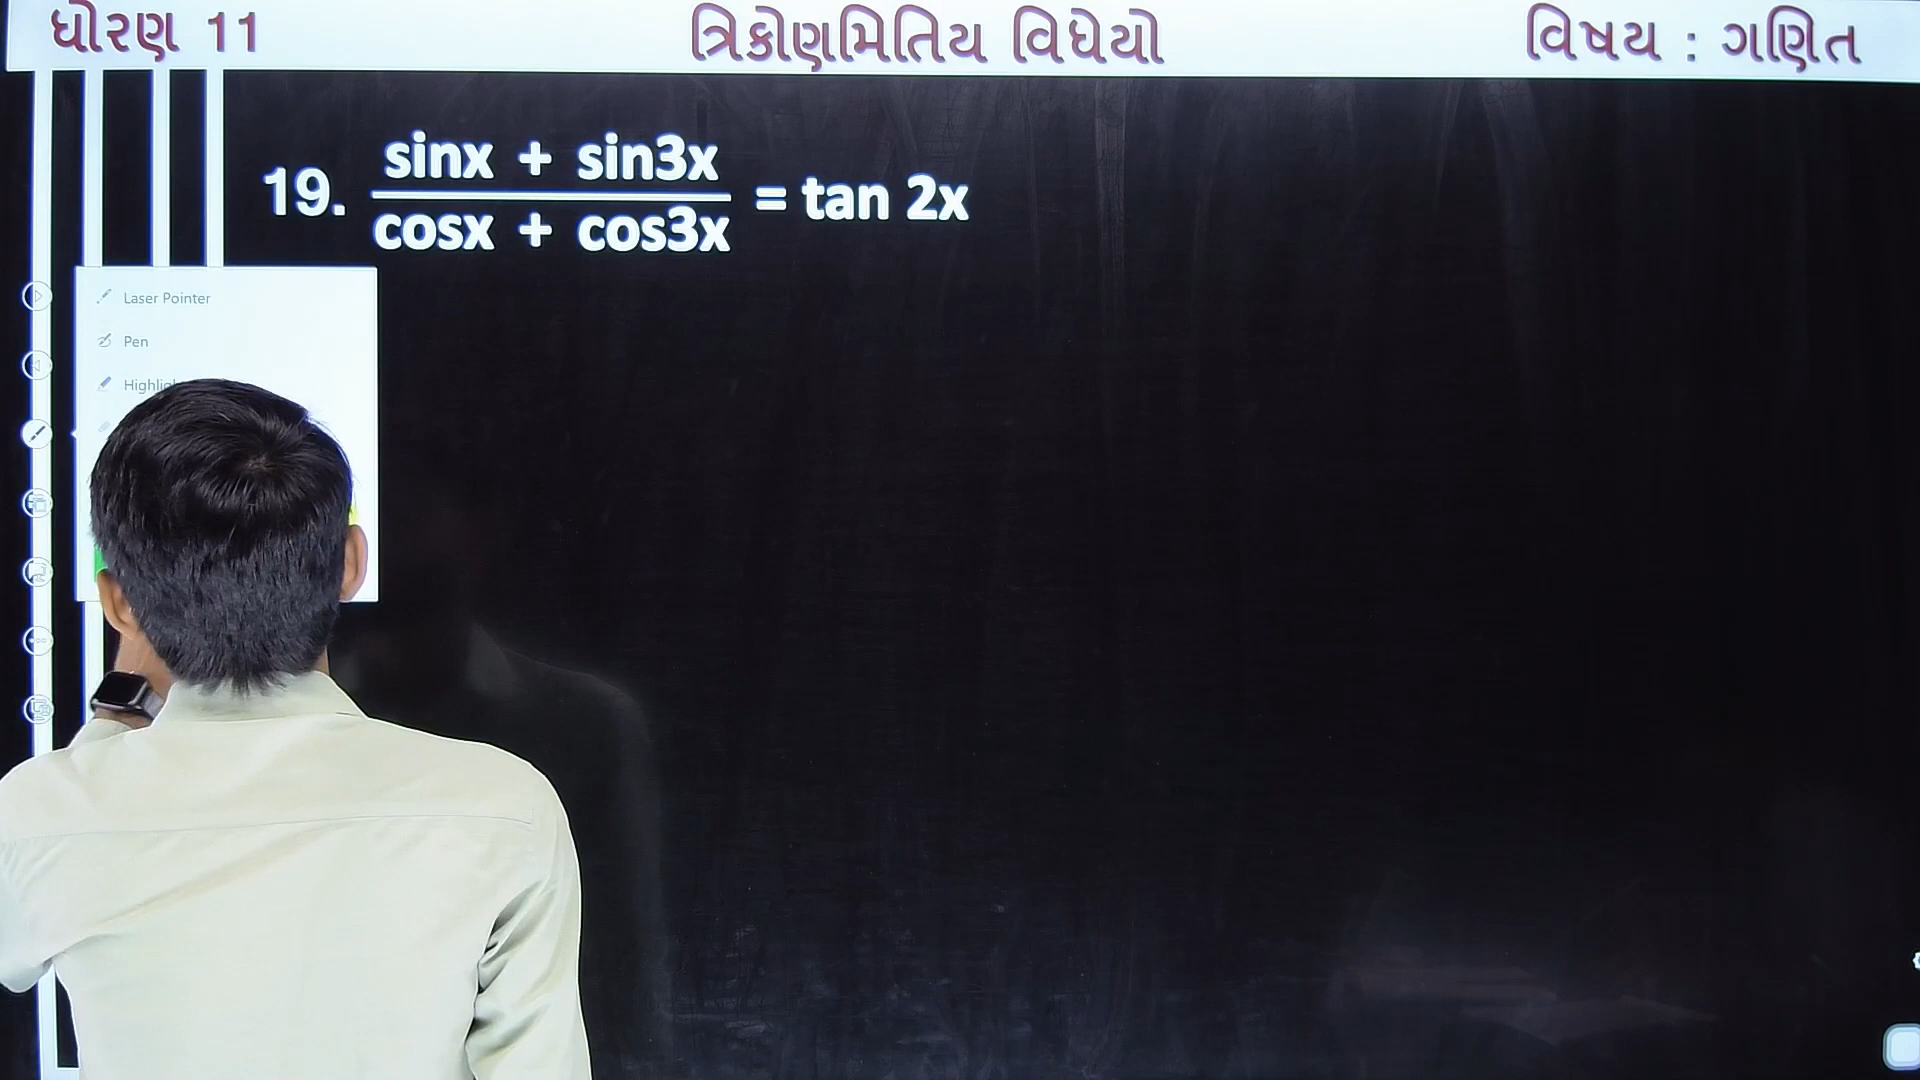 ધોરણ 11 ત્રિકોણમિતિય વિધેયો વિષય : ગણિત
19. sinx + sin3x
cosx + cos3x
= tan 2x
Laser Pointer
Pen